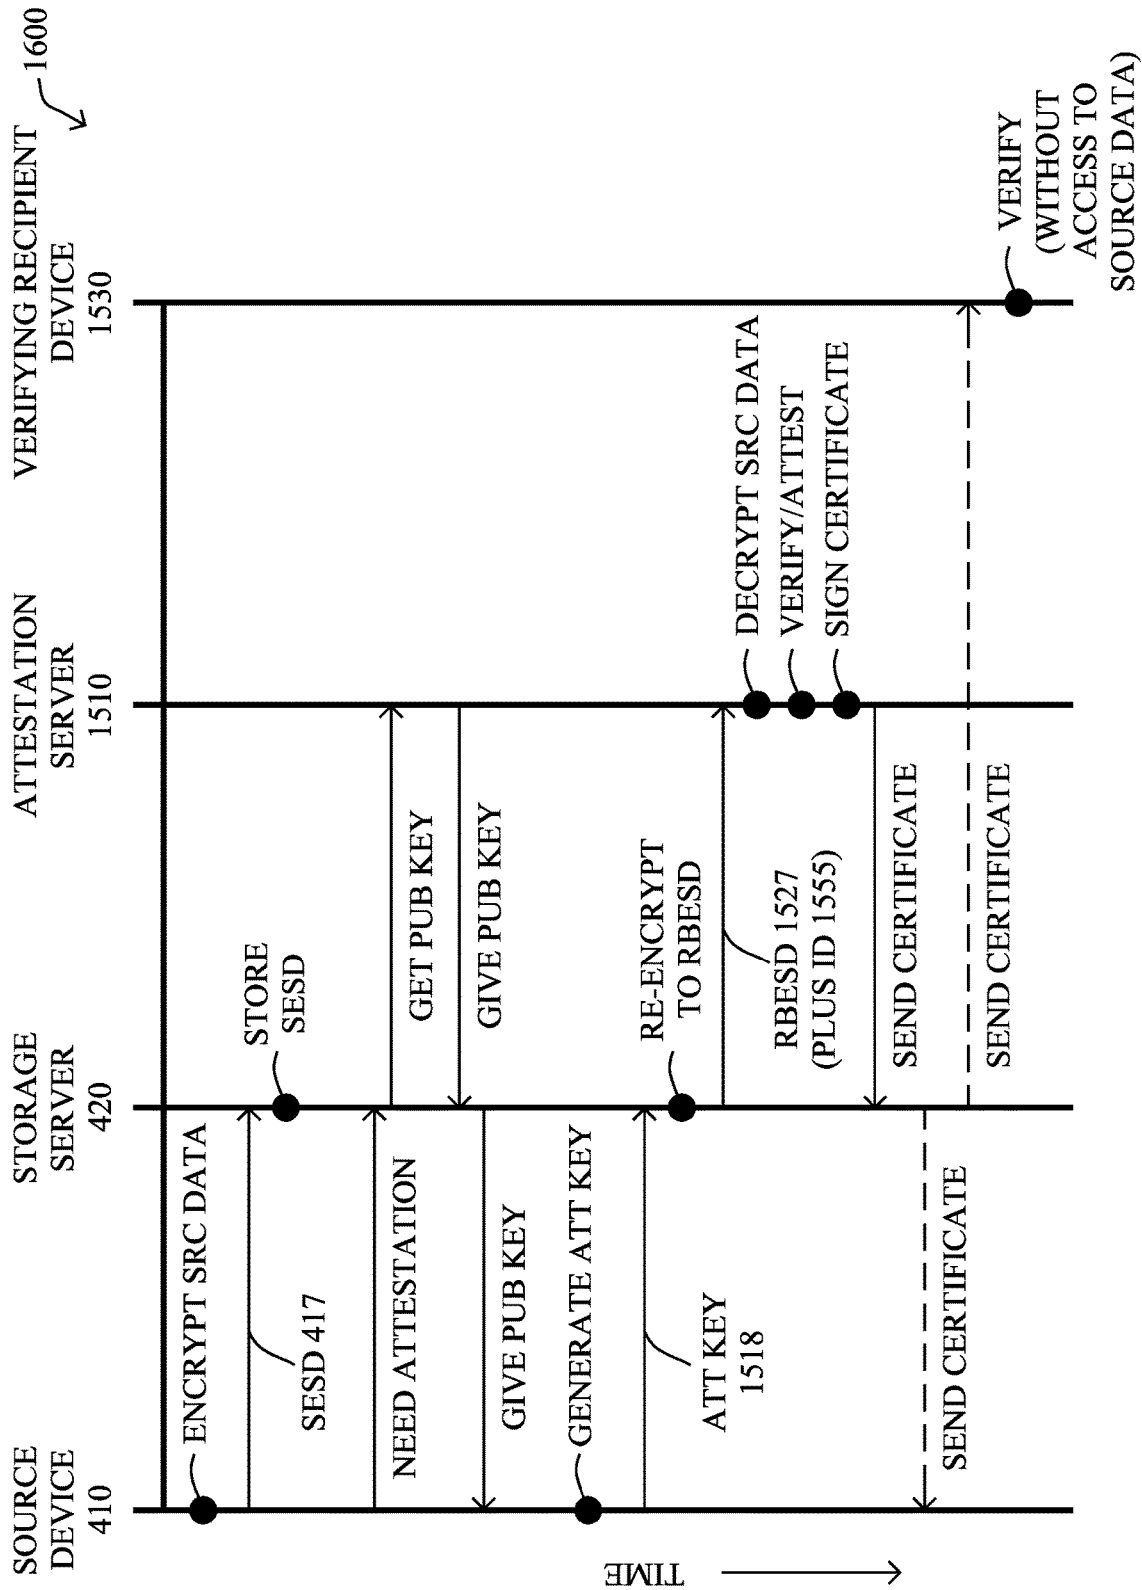 1600
SOURCE
DEVICE
410
STORAGE
SERVER
420
ATTESTATION
SERVER
1510
VERIFYING RECIPIENT
DEVICE
1530
TIME
ENCRYPT SRC DATA
SESD 417
STORE
SESD
NEED ATTESTATION
GET PUB KEY
GIVE PUB KEY
GIVE PUB KEY
GENERATE ATT KEY
ATT KEY
1518
RE-ENCRYPT
TO RBESD
RBESD 1527
(PLUS ID 1555)
DECRYPT SRC DATA
VERIFY/ATTEST
SIGN CERTIFICATE
SEND CERTIFICATE
SEND CERTIFICATE
SEND CERTIFICATE
VERIFY
(WITHOUT
ACCESS TO
SOURCE DATA)